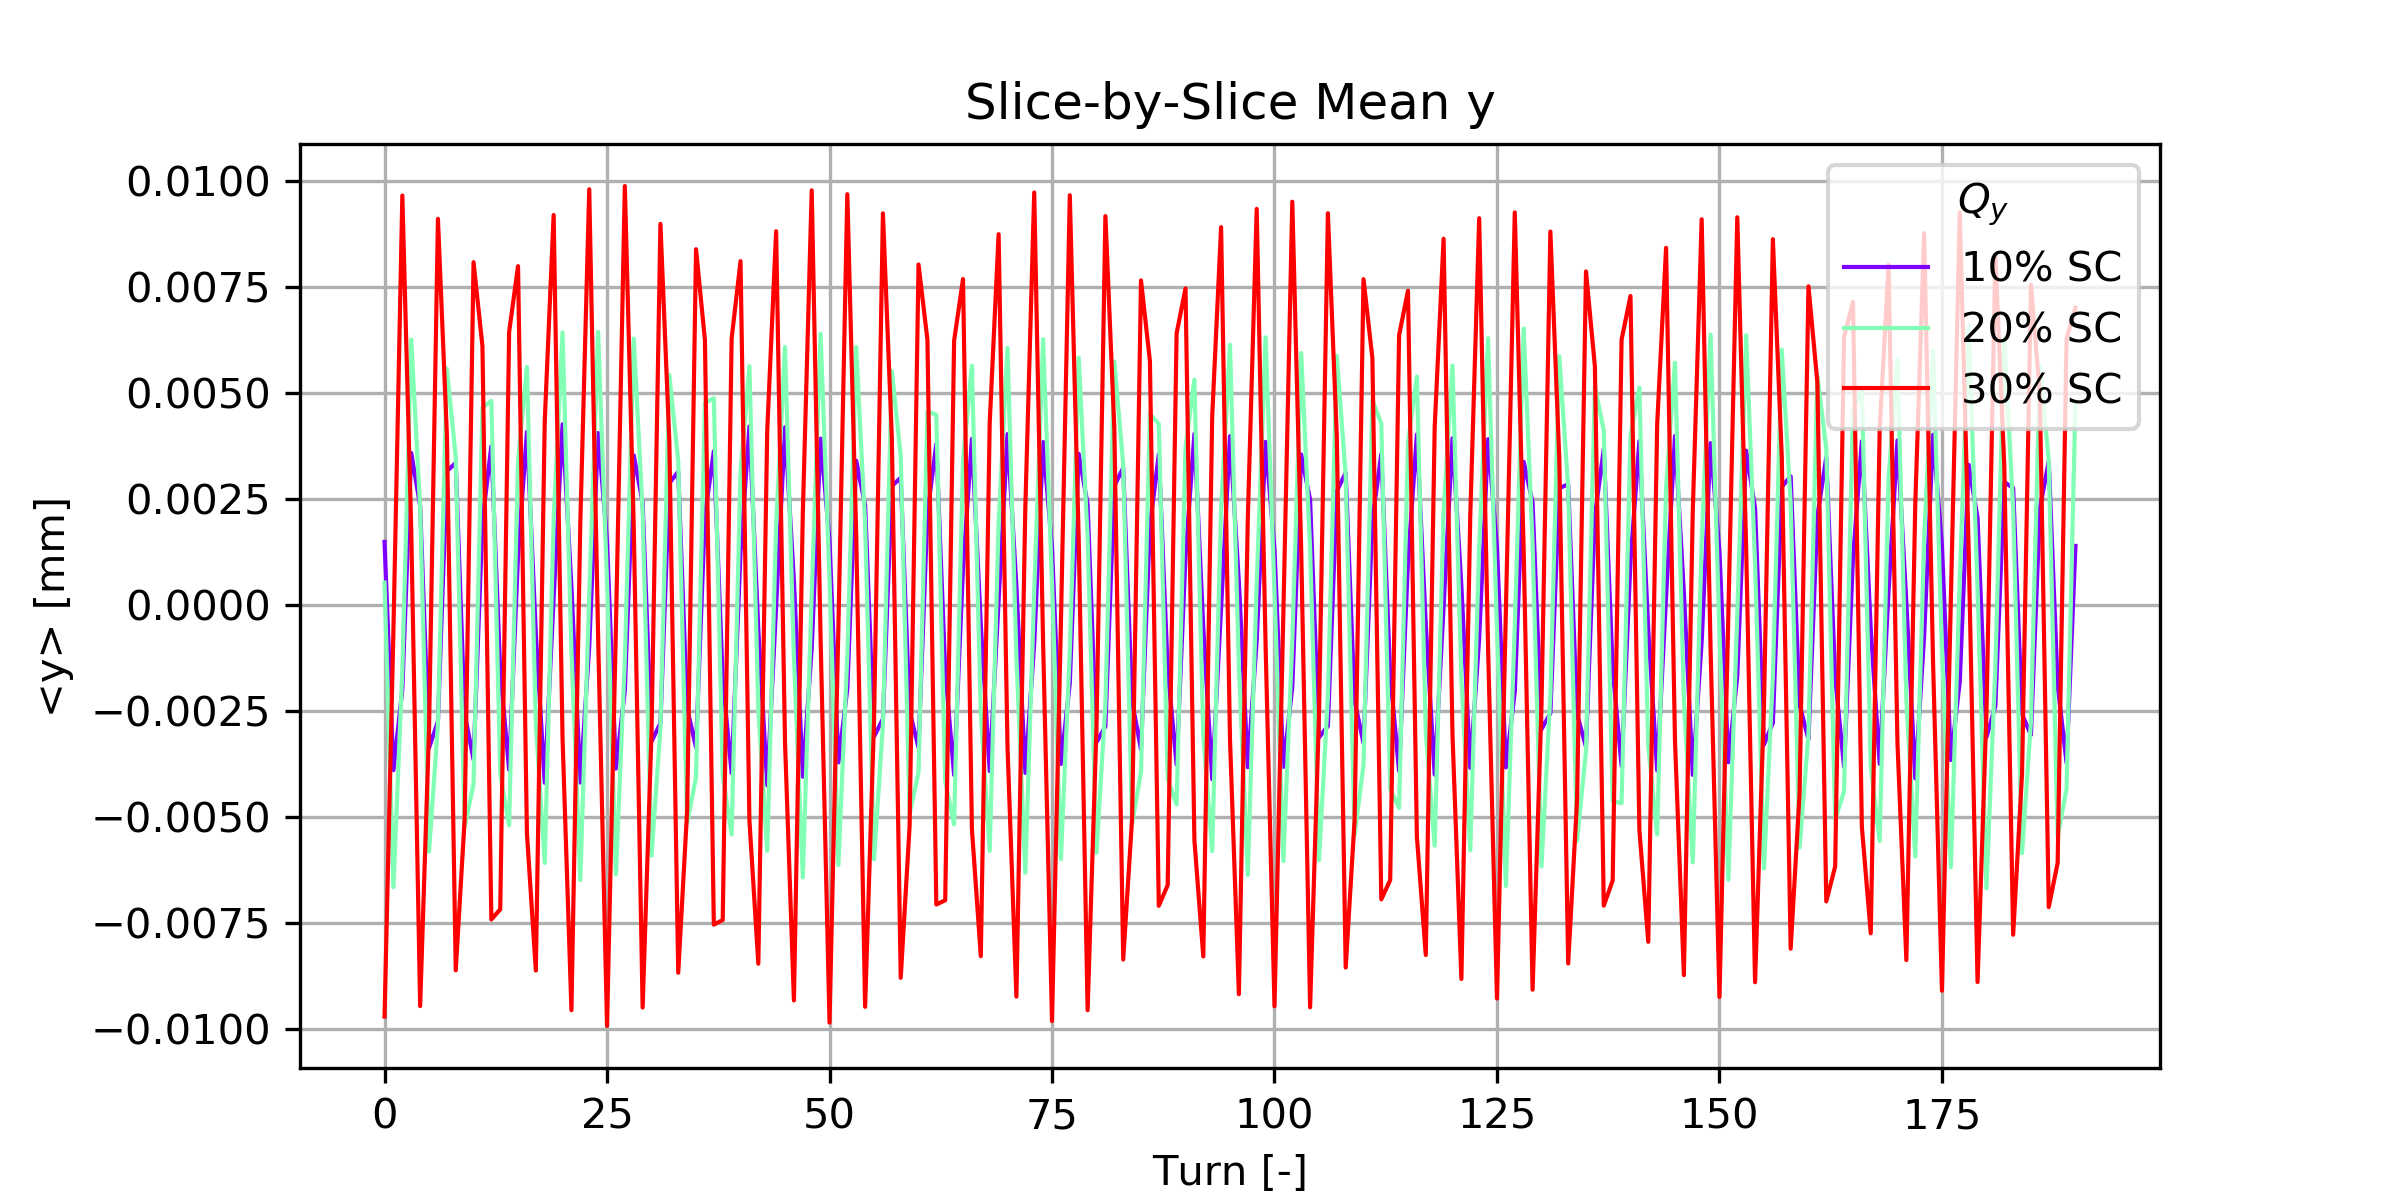 Slice-by-Slice Mean y
0.0100
0.0075
0.0050
0.0025
0.0000
−0.0025
−0.0050
−0.0075
−0.0100
<y> [mm]
0 25 50 75 100 125 150 175
Turn [-]
Qy
10% SC
20% SC
30% SC